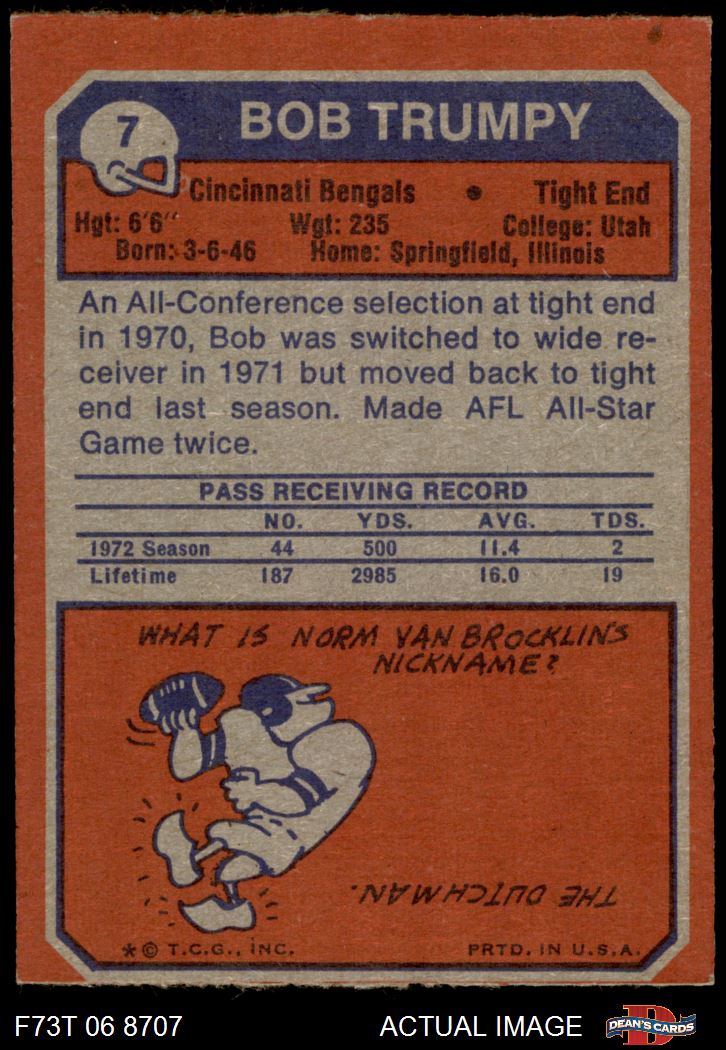 7
BOB TRUMPY
Cincinnati Bengals • Tight End
Hgt: 6'6" Wgt: 235 College: Utah
Born: 3-6-46 Home: Springfield, Illinois
An All-Conference selection at tight end
in 1970, Bob was switched to wide re-
ceiver in 1971 but moved back to tight
end last season. Made AFL All-Star
Game twice.
PASS RECEIVING RECORD
NO. YDS. AVG. TDS.
1972 Season 44 500 11.4 2
Lifetime 187 2985 16.0 19
WHAT IS NORM VAN BROCKLIN'S
NICKNAME?
THE DUTCHMAN.
*© T.C.G., INC. PRTD. IN U.S.A.
F73T 06 8707 ACTUAL IMAGE D DEAN'S CARDS